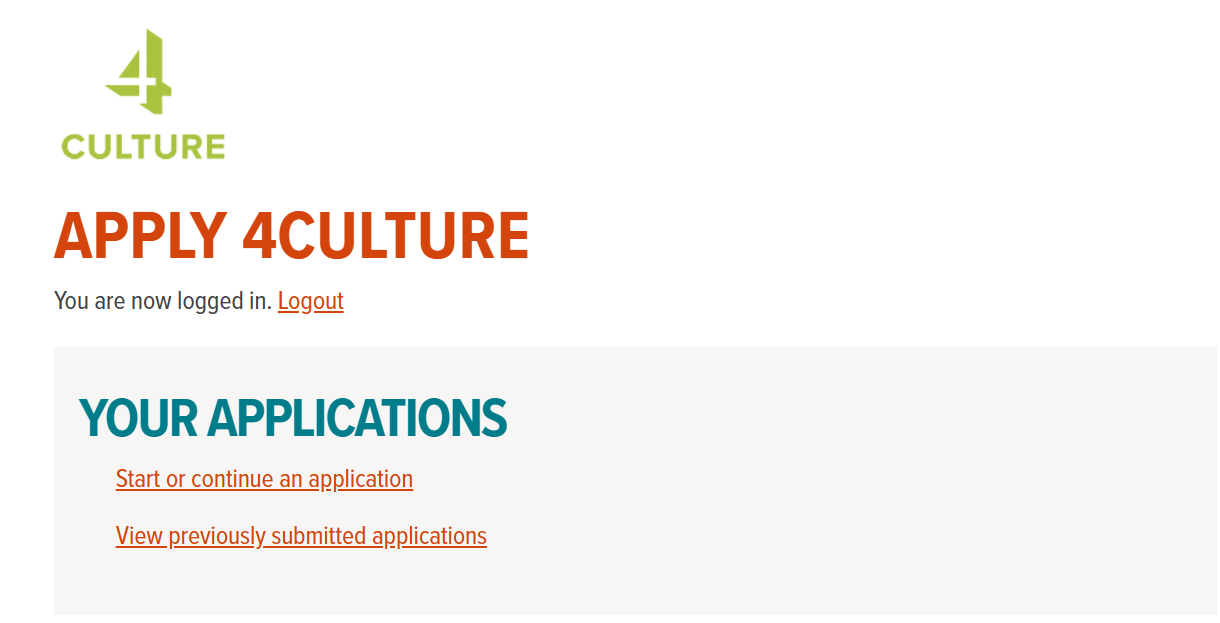 4
CULTURE
APPLY 4CULTURE
You are now logged in. Logout
YOUR APPLICATIONS
Start or continue an application
View previously submitted applications